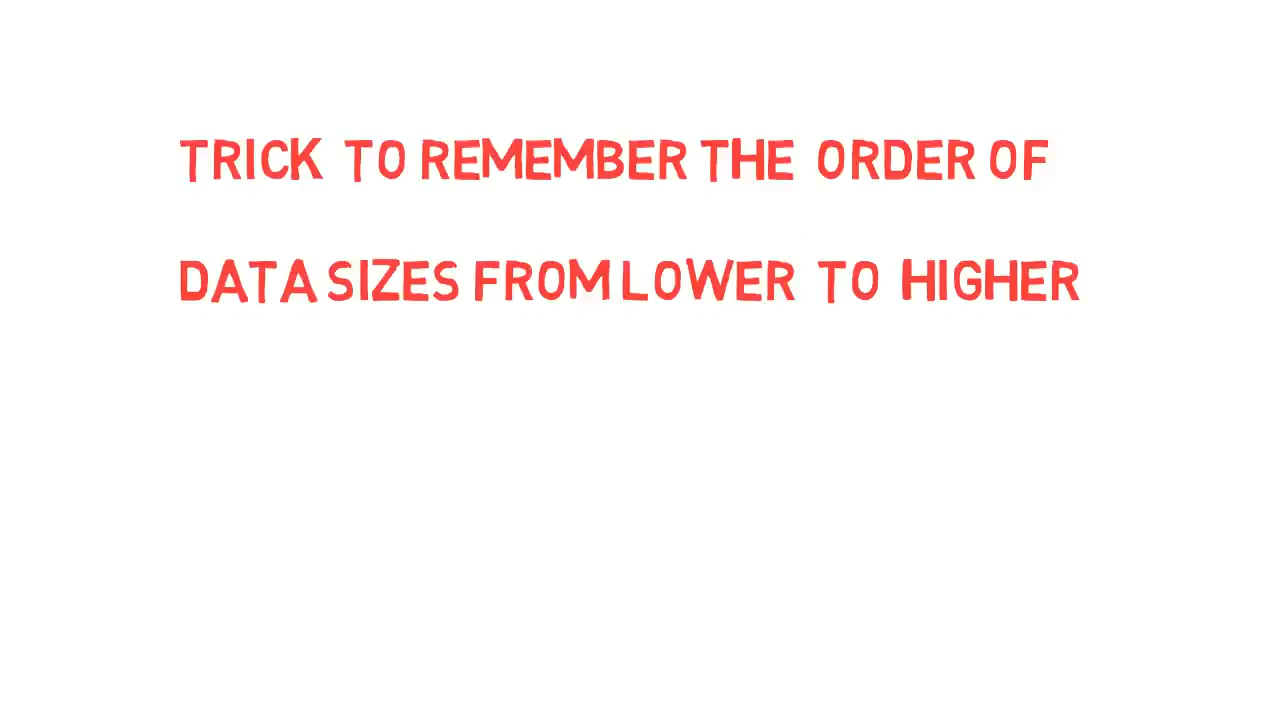 TRICK TO REMEMBER THE ORDER OF
DATA SIZES FROM LOWER TO HIGHER